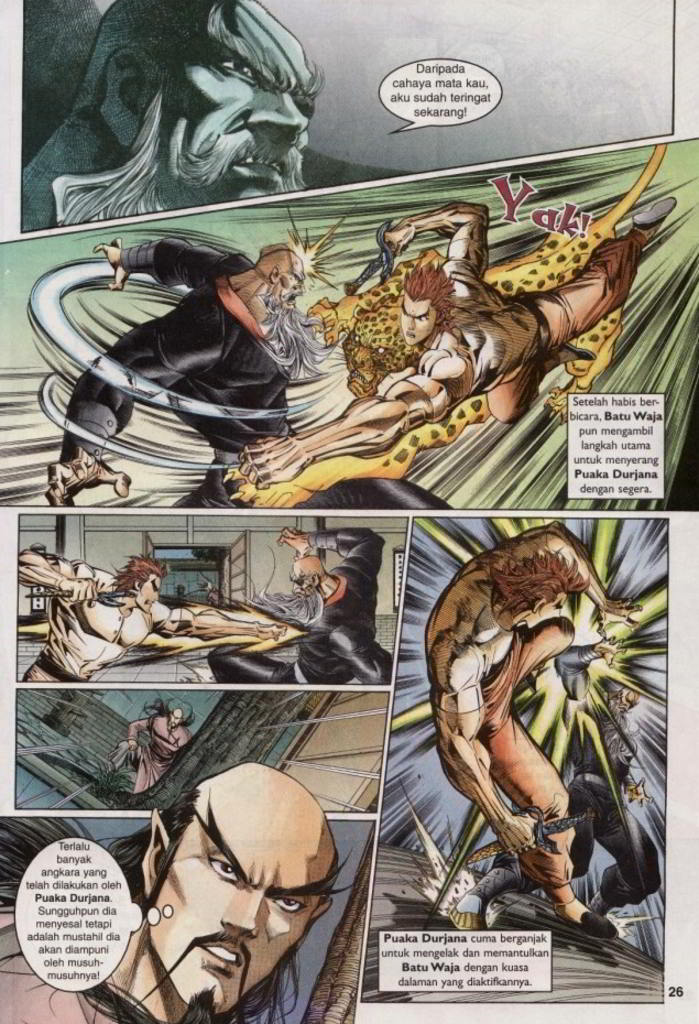 Daripada
cahaya mata kau,
aku sudah teringat
sekarang!
Yak!
Setelah habis ber-
bicara, Batu Waja
pun mengambil
langkah utama
untuk menyerang
Puaka Durjana
dengan segera.
Terlalu
banyak
angkara yang
telah dilakukan oleh
Puaka Durjana.
Sungguhpun dia
menyesal tetapi
adalah mustahil dia
akan diampuni
oleh musuh-
musuhnya!
Puaka Durjana cuma berganjak
untuk mengelak dan memantulkan
Batu Waja dengan kuasa
dalaman yang diaktifkannya.
26